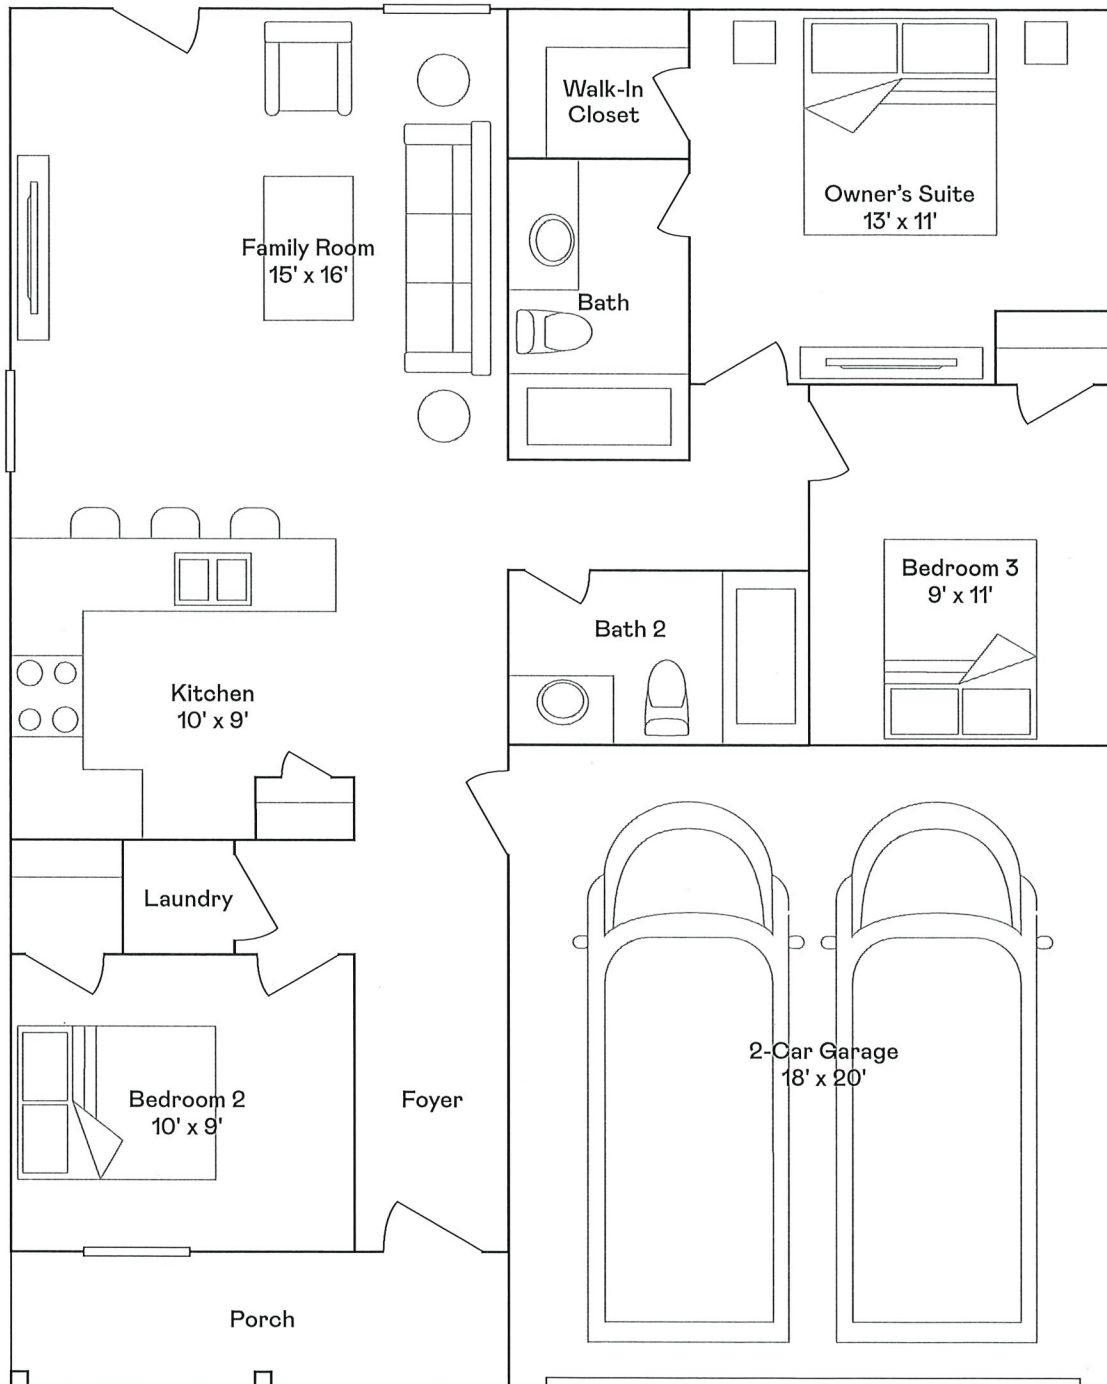 Walk-In
Closet
Owner's Suite
13' x 11'
Family Room
15' x 16'
Bath
Bedroom 3
9' x 11'
Bath 2
Kitchen
10' x 9'
Laundry
2-Car Garage
18' x 20'
Bedroom 2
10' x 9'
Foyer
Porch